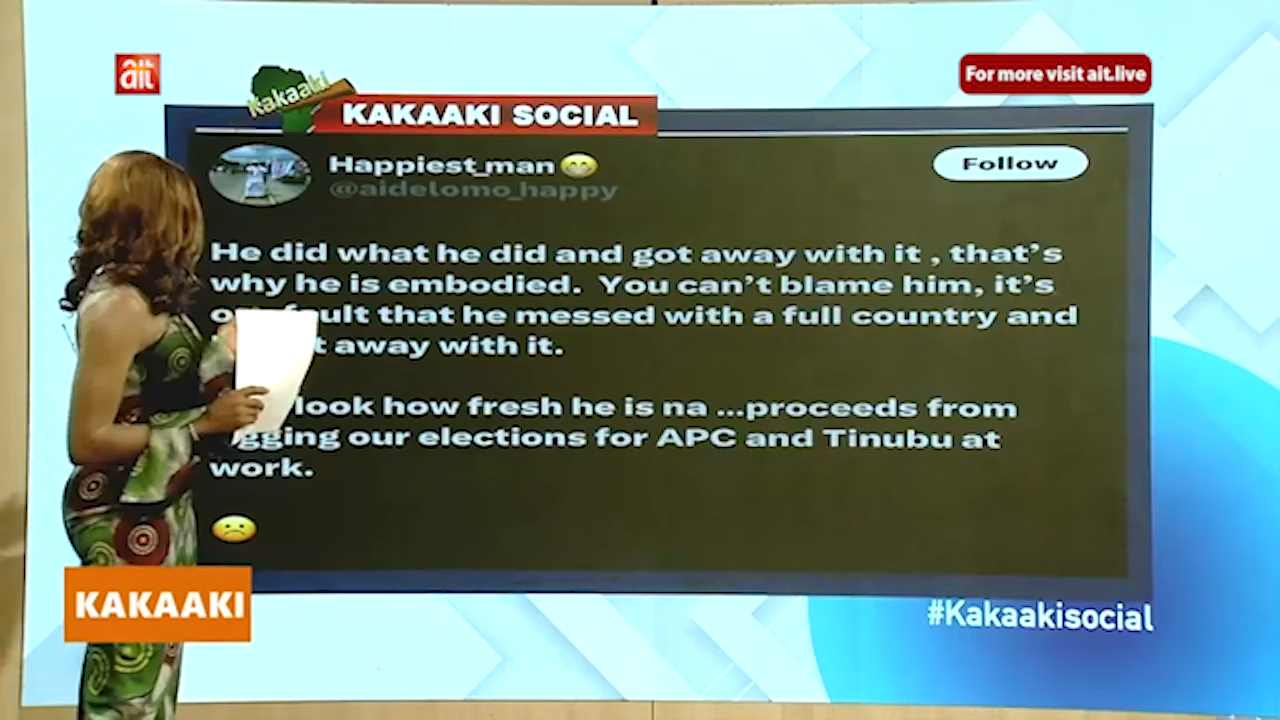 ait
For more visit ait.live
Kakaaki
KAKAAKI SOCIAL
Happiest_man
@aidelomo_happy
Follow
He did what he did and got away with it , that's
why he is embodied. You can't blame him, it's
that he messed with a full country and
away with it.
look how fresh he is na ...proceeds from
our elections for APC and Tinubu at
work.
KAKAAKI
#Kakaakisocial